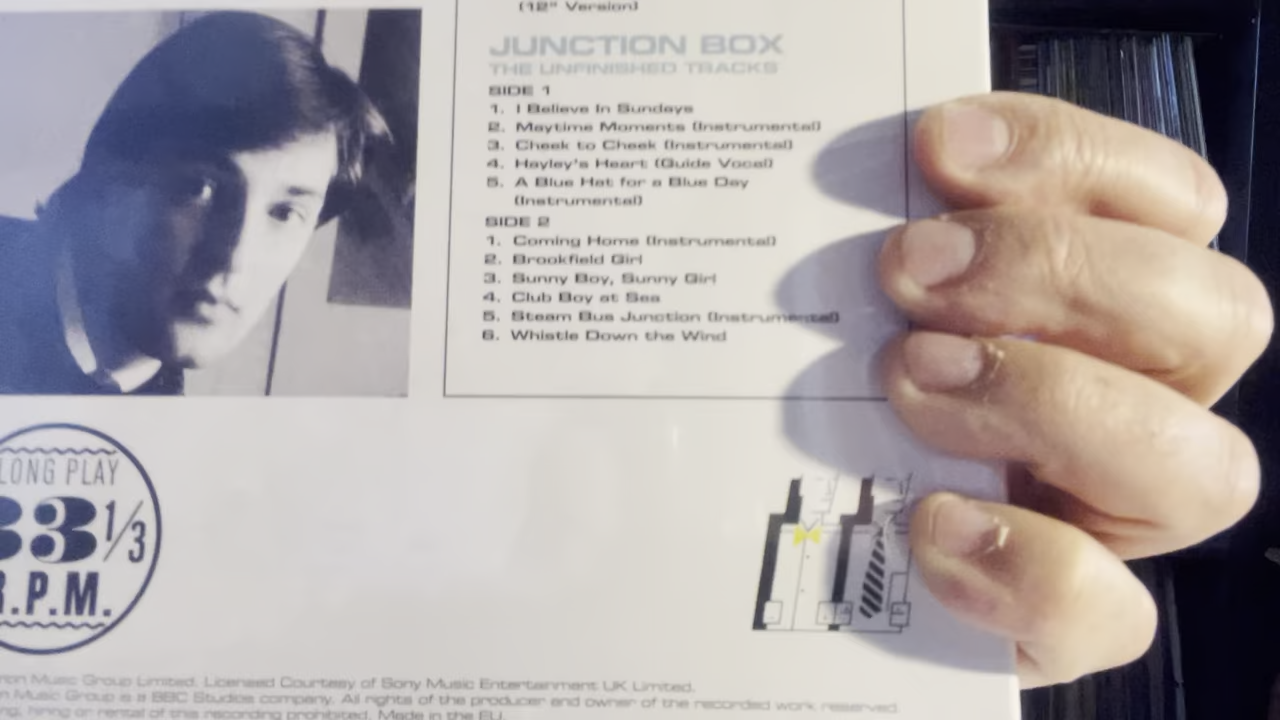 (12" Version)
JUNCTION BOX
THE UNFINISHED TRACKS
SIDE 1
1. I Believe In Sundays
2. Maytime Moments (Instrumental)
3. Cheek to Cheek (Instrumental)
4. Hayley's Heart (Guide Vocal)
5. A Blue Hat for a Blue Day
(Instrumental)
SIDE 2
1. Coming Home (Instrumental)
2. Brookfield Girl
3. Sunny Boy, Sunny Girl
4. Club Boy at Sea
5. Steam Bus Junction (Instrumental)
6. Whistle Down the Wind
LONG PLAY
33 1/3
R.P.M.
Music Group Limited. Licensed Courtesy of Sony Music Entertainment UK Limited.
Music Group is a BBC Studios company. All rights of the producer and owner of the recorded work reserved.
hiring or rental of this recording prohibited. Made in the EU.